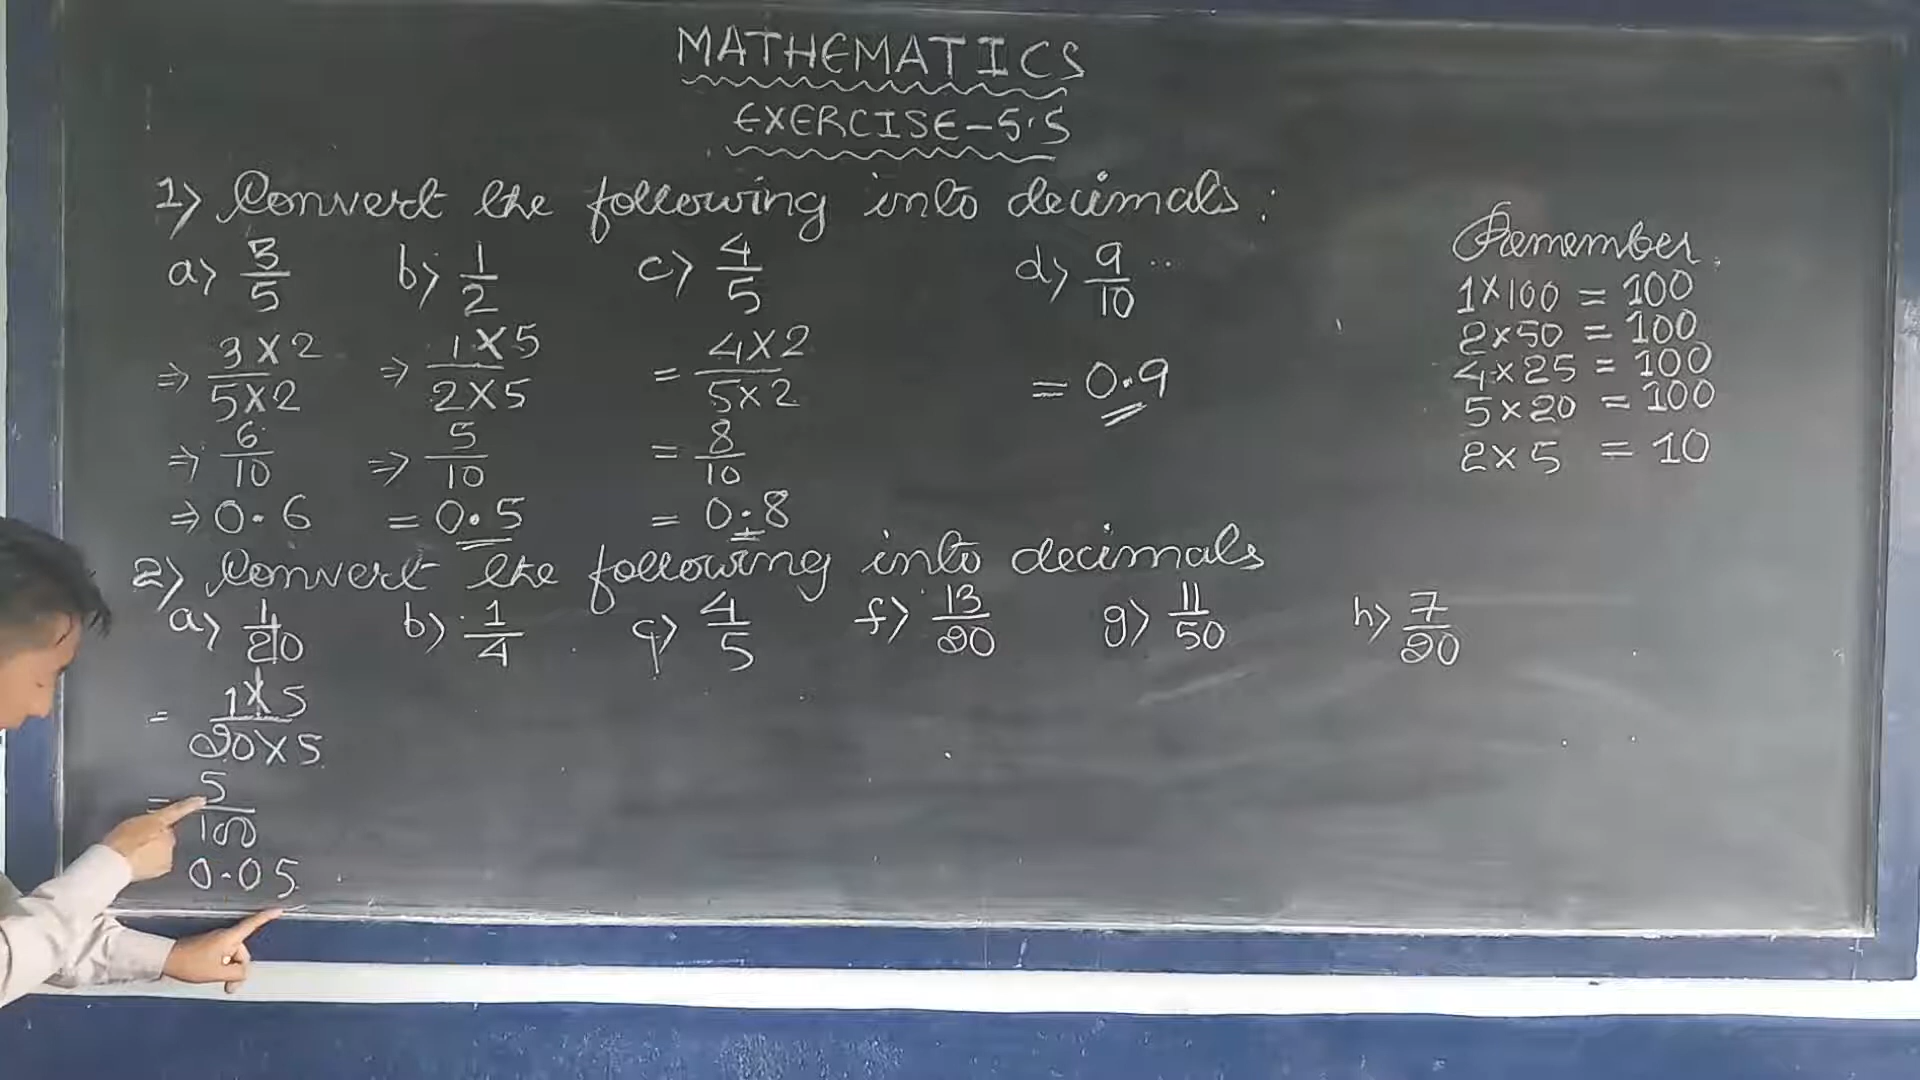 MATHEMATICS
EXERCISE-5.5
1) Convert the following into decimals:
a) 3/5 b) 1/2 c) 4/5 d) 9/10
⇒ 3×2/5×2 ⇒ 1×5/2×5 = 4×2/5×2 = 0.9
⇒ 6/10 ⇒ 5/10 = 8/10
⇒ 0.6 = 0.5 = 0.8
2) Convert the following into decimals
a) 1/20 b) 1/4 c) 4/5 f) 13/20 g) 11/50 h) 7/20
= 1×5/20×5
= 5/100
0.05
Remember
1×100 = 100
2×50 = 100
4×25 = 100
5×20 = 100
2×5 = 10